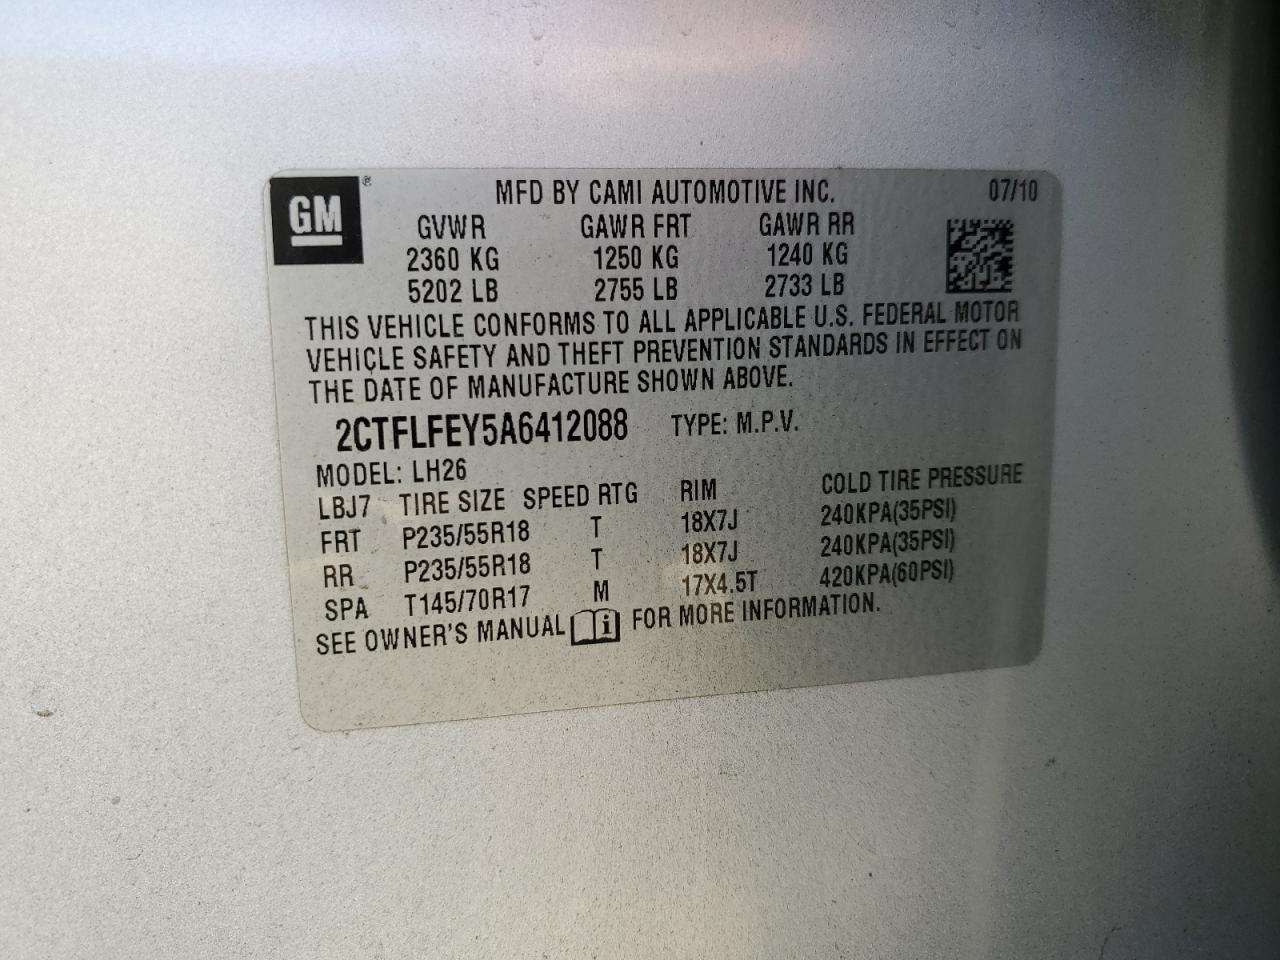 GM ® MFD BY CAMI AUTOMOTIVE INC. 07/10
GVWR GAWR FRT GAWR RR
2360 KG 1250 KG 1240 KG
5202 LB 2755 LB 2733 LB
THIS VEHICLE CONFORMS TO ALL APPLICABLE U.S. FEDERAL MOTOR
VEHICLE SAFETY AND THEFT PREVENTION STANDARDS IN EFFECT ON
THE DATE OF MANUFACTURE SHOWN ABOVE.
2CTFLFEY5A6412088 TYPE: M.P.V.
MODEL: LH26
LBJ7 TIRE SIZE SPEED RTG RIM COLD TIRE PRESSURE
FRT P235/55R18 T 18X7J 240KPA(35PSI)
RR P235/55R18 T 18X7J 240KPA(35PSI)
SPA T145/70R17 M 17X4.5T 420KPA(60PSI)
SEE OWNER'S MANUAL i FOR MORE INFORMATION.